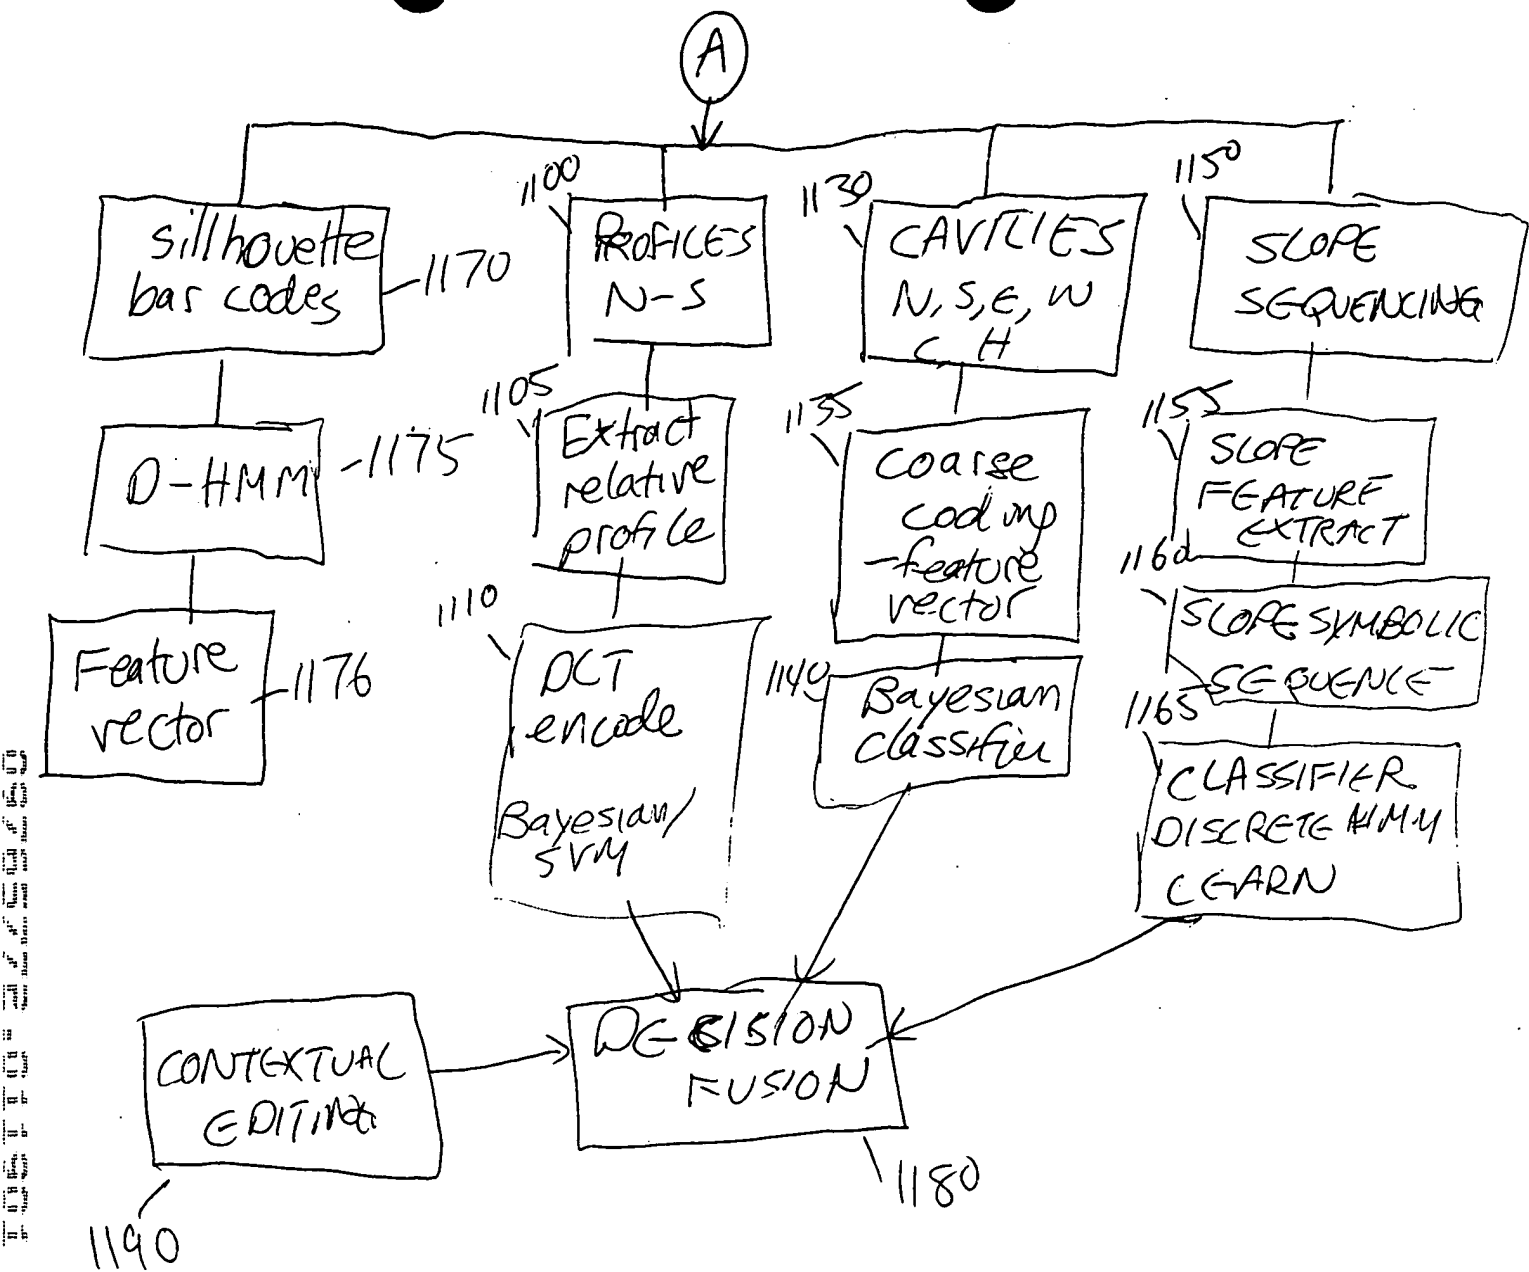 A
1170
sillhouette
bar codes
1175
D-HMM
1176
Feature
vector
1100
PROFILES
N-S
1105
Extract
relative
profile
1110
DCT
encode
Bayesian/
SVM
1130
CAVITIES
N, S, E, W
C, H
1135
coarse
coding
-feature
vector
1140
Bayesian
classifier
1150
SLOPE
SEQUENCING
1155
SLOPE
FEATURE
EXTRACT
1160
SLOPE SYMBOLIC
SEQUENCE
1165
CLASSIFIER
DISCRETE HMM
LEARN
CONTEXTUAL
EDITING
1190
DECISION
FUSION
1180